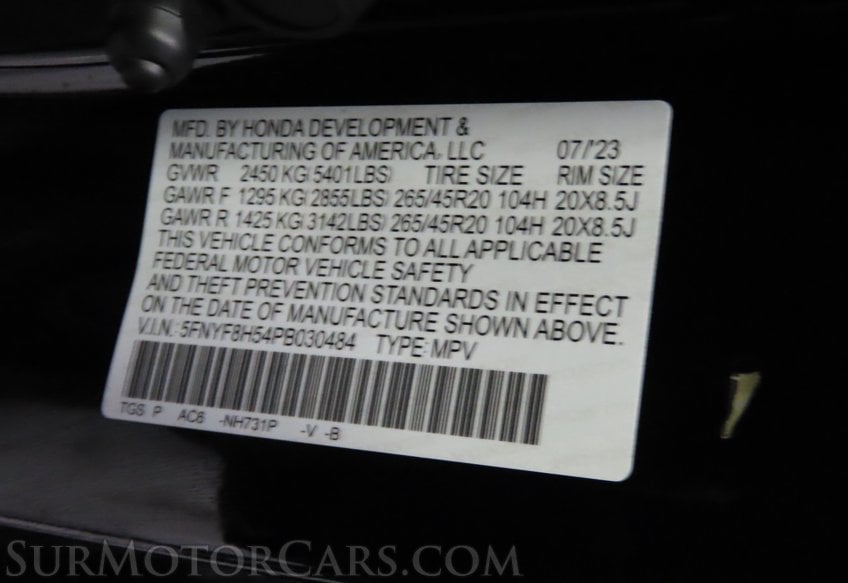 MFD. BY HONDA DEVELOPMENT &
MANUFACTURING OF AMERICA, LLC 07/'23
GVWR 2450 KG(5401LBS) TIRE SIZE RIM SIZE
GAWR F 1295 KG(2855LBS) 265/45R20 104H 20X8.5J
GAWR R 1425 KG(3142LBS) 265/45R20 104H 20X8.5J
THIS VEHICLE CONFORMS TO ALL APPLICABLE
FEDERAL MOTOR VEHICLE SAFETY
AND THEFT PREVENTION STANDARDS IN EFFECT
ON THE DATE OF MANUFACTURE SHOWN ABOVE.
V.I.N.: 5FNYF8H54PB030484 TYPE: MPV
TGS P AC6 -NH731P -V -B
SURMOTORCARS.COM